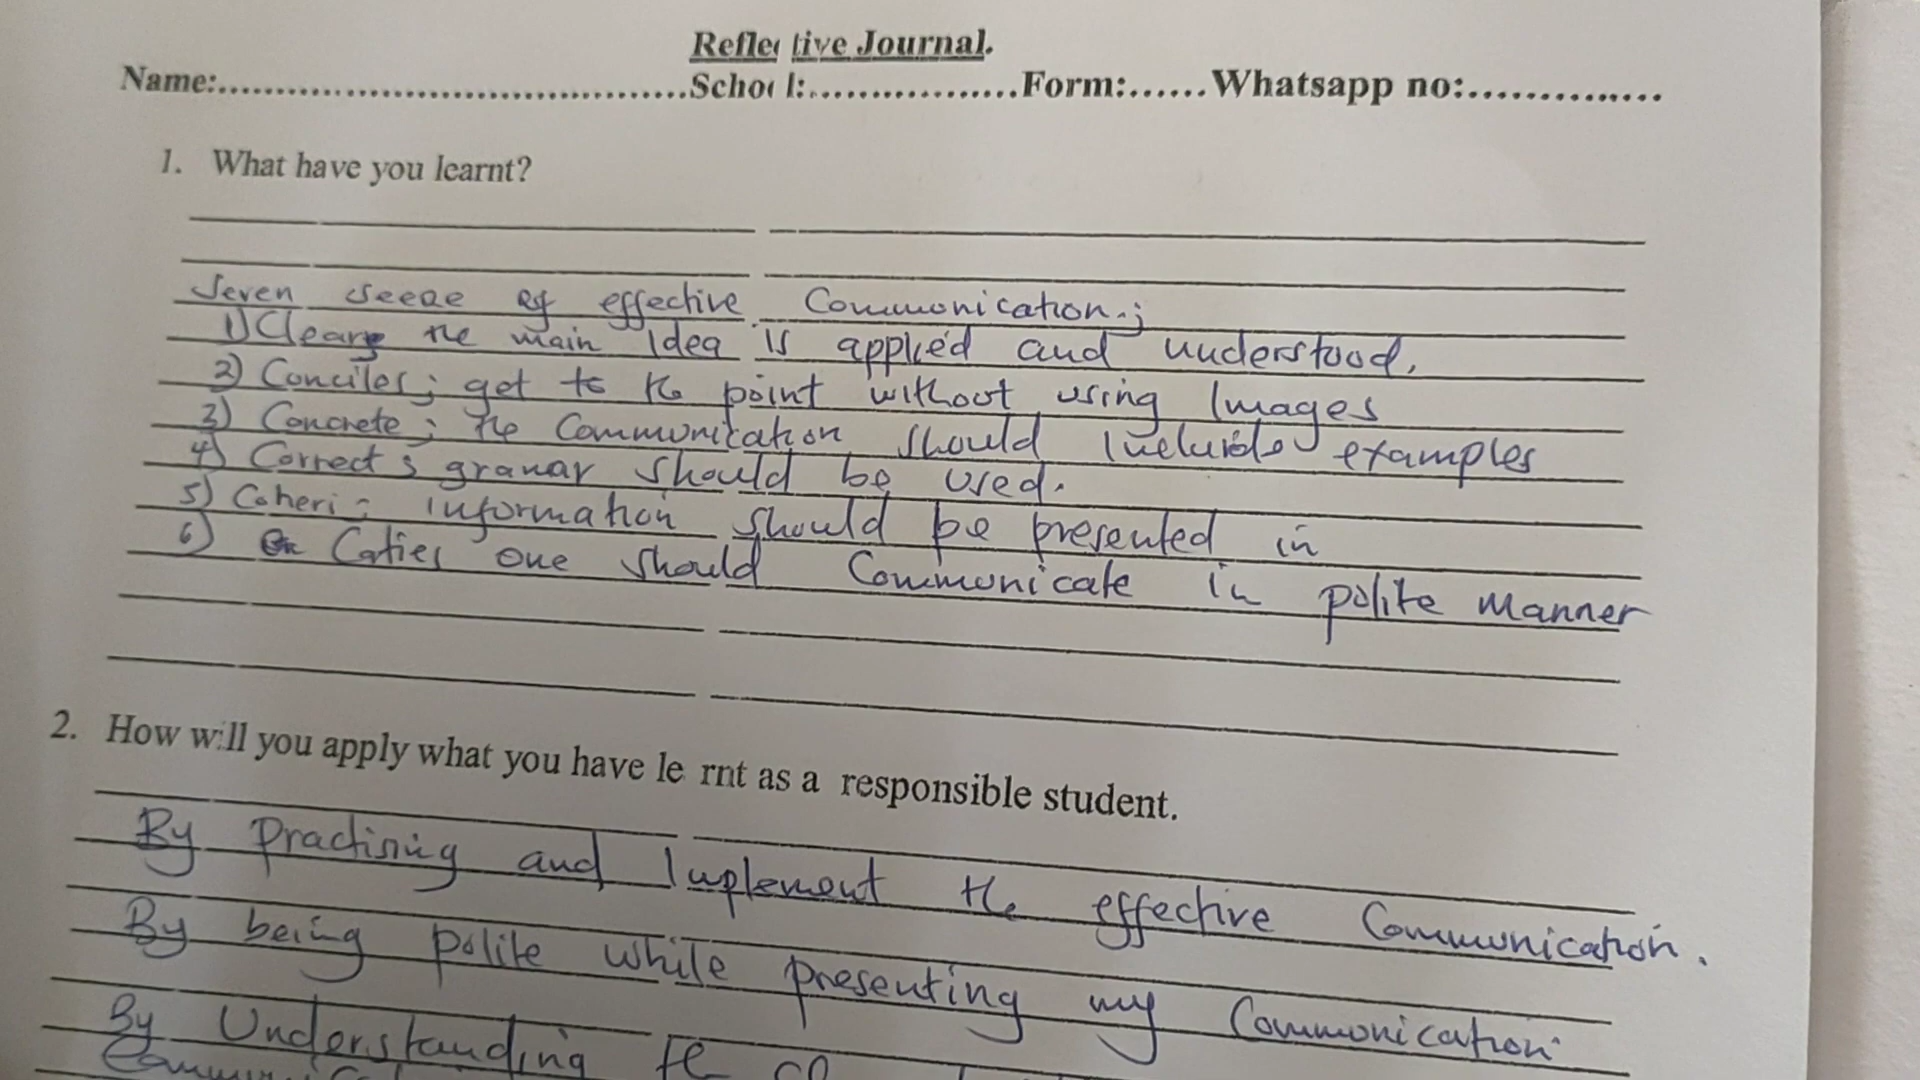 Reflective Journal.
Name:........................................School:..................Form:......Whatsapp no:..............
1. What have you learnt?
Seven of effective Communication;
1) Clear the main Idea is applied and understood.
2) Conciles; get to the point without using Images
3) Concrete; the Communication should include examples
4) Correct; granar should be used.
5) Coheri; information should be presented in
6) Caties one should Communicate in polite manner
2. How will you apply what you have le rnt as a responsible student.
By Practising and Implement the effective Communication.
By being polite while presenting my Communication
By Understanding